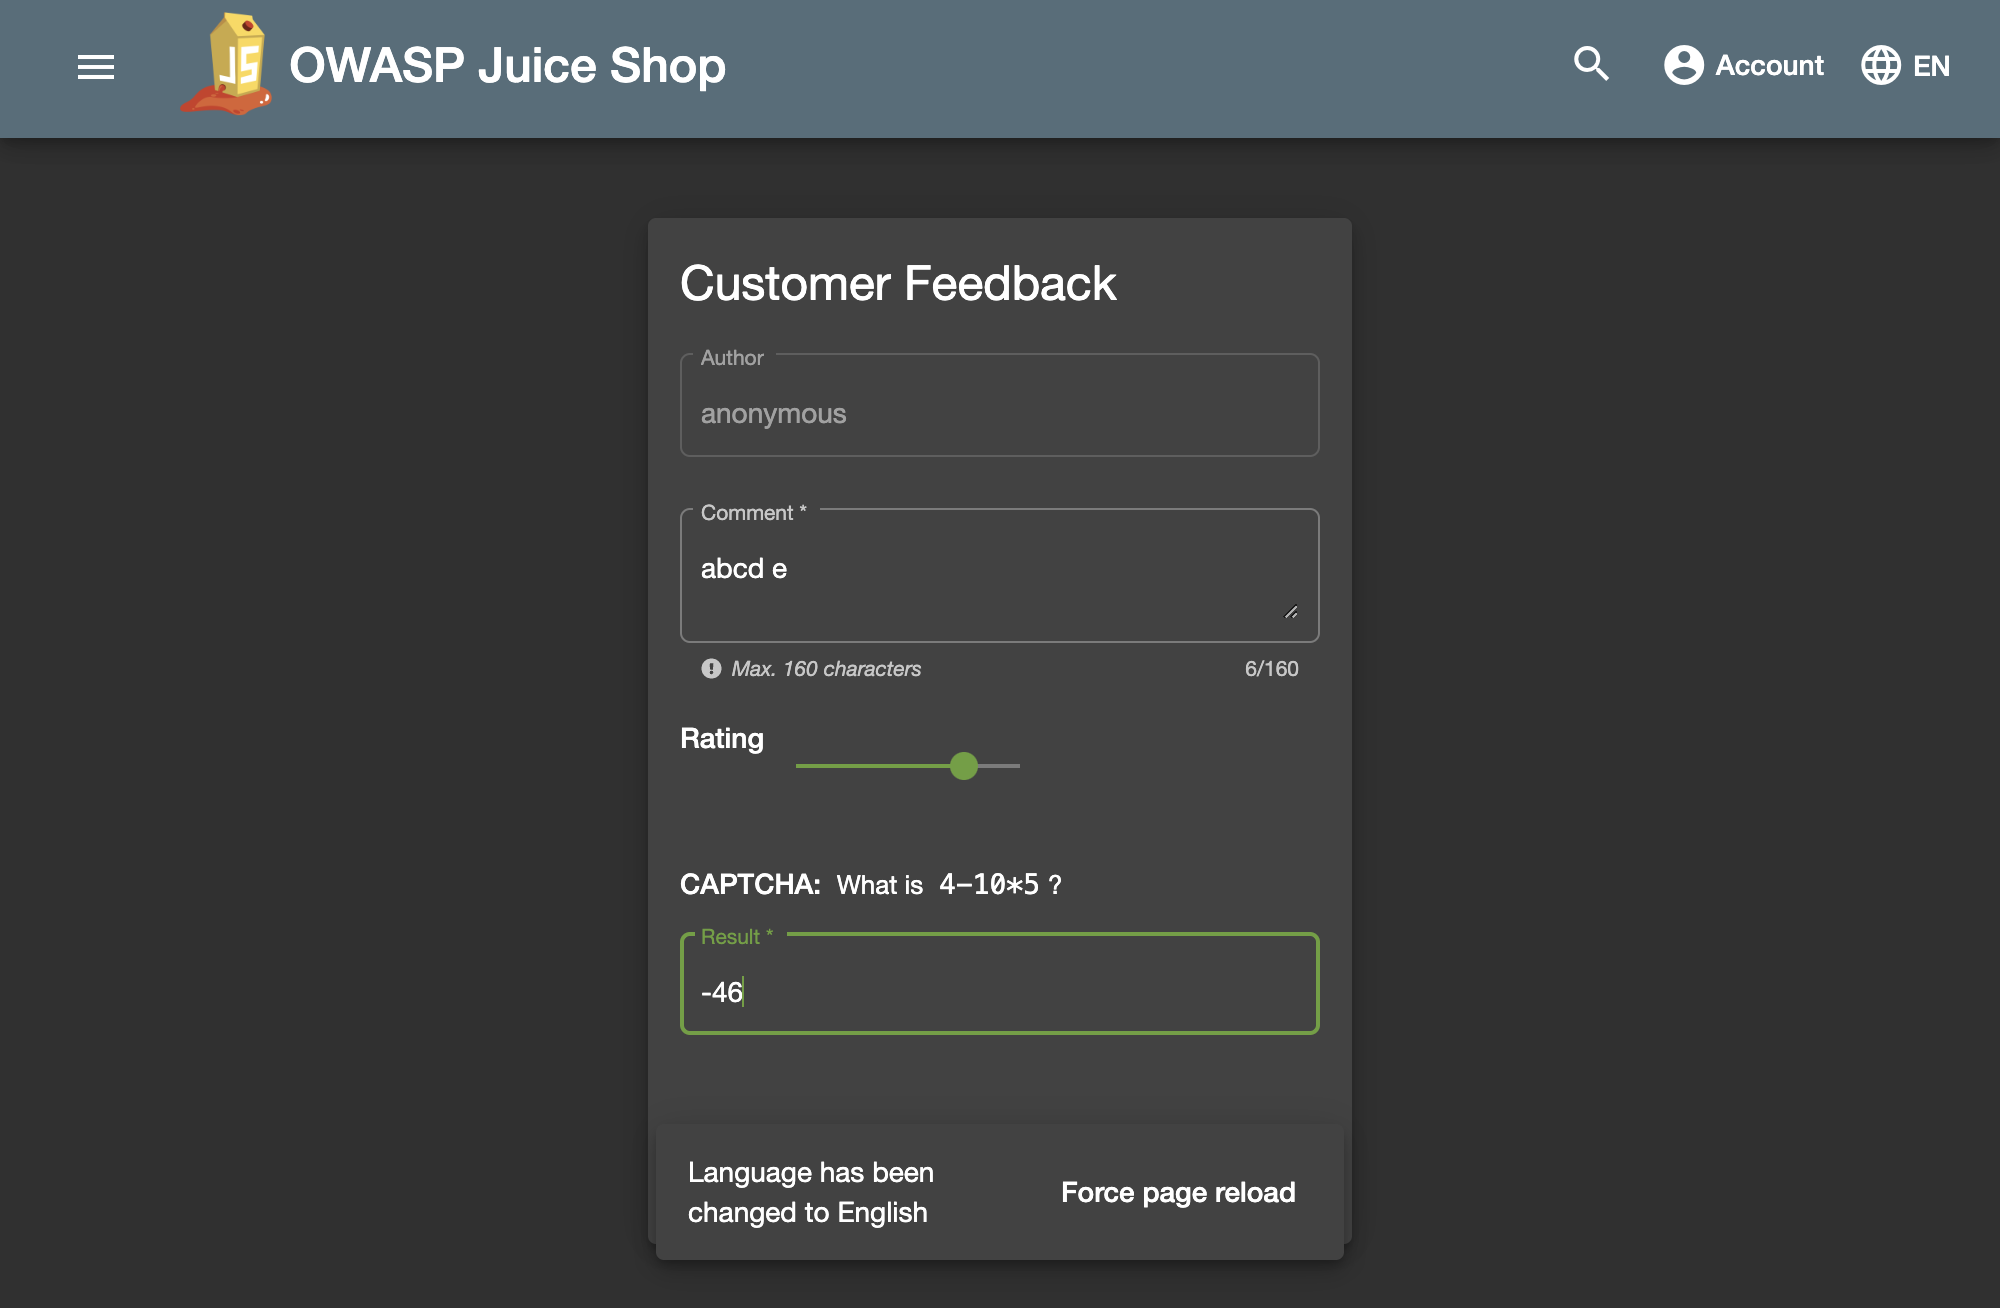 JS OWASP Juice Shop
Account
EN
Customer Feedback
Author
anonymous
Comment *
abcd e
Max. 160 characters
6/160
Rating
CAPTCHA: What is 4-10*5 ?
Result *
-46
Language has been
changed to English
Force page reload